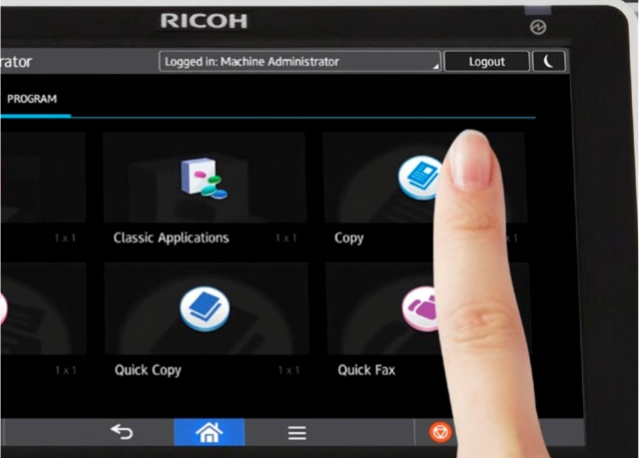 RICOH
rator
Logged in: Machine Administrator
Logout
PROGRAM
1 x 1
Classic Applications
1 x 1
Copy
x 1
1 x 1
Quick Copy
1 x 1
Quick Fax